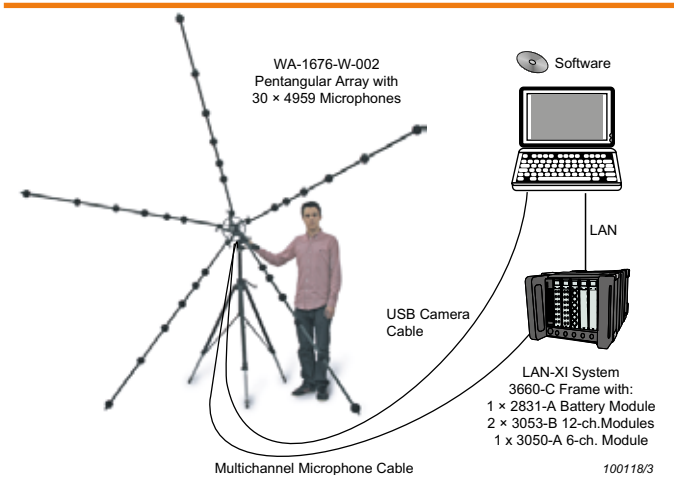 WA-1676-W-002
Pentangular Array with
30 × 4959 Microphones
Software
LAN
USB Camera
Cable
LAN-XI System
3660-C Frame with:
1 × 2831-A Battery Module
2 × 3053-B 12-ch.Modules
1 x 3050-A 6-ch. Module
Multichannel Microphone Cable
100118/3